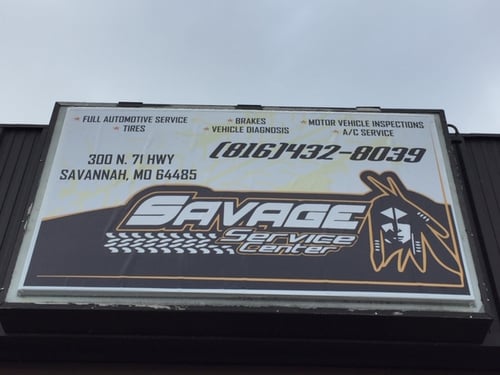 FULL AUTOMOTIVE SERVICE
BRAKES
MOTOR VEHICLE INSPECTIONS
TIRES
VEHICLE DIAGNOSIS
A/C SERVICE
(816)432-8039
300 N. 71 HWY
SAVANNAH, MO 64485
SAVAGE
Service
Center